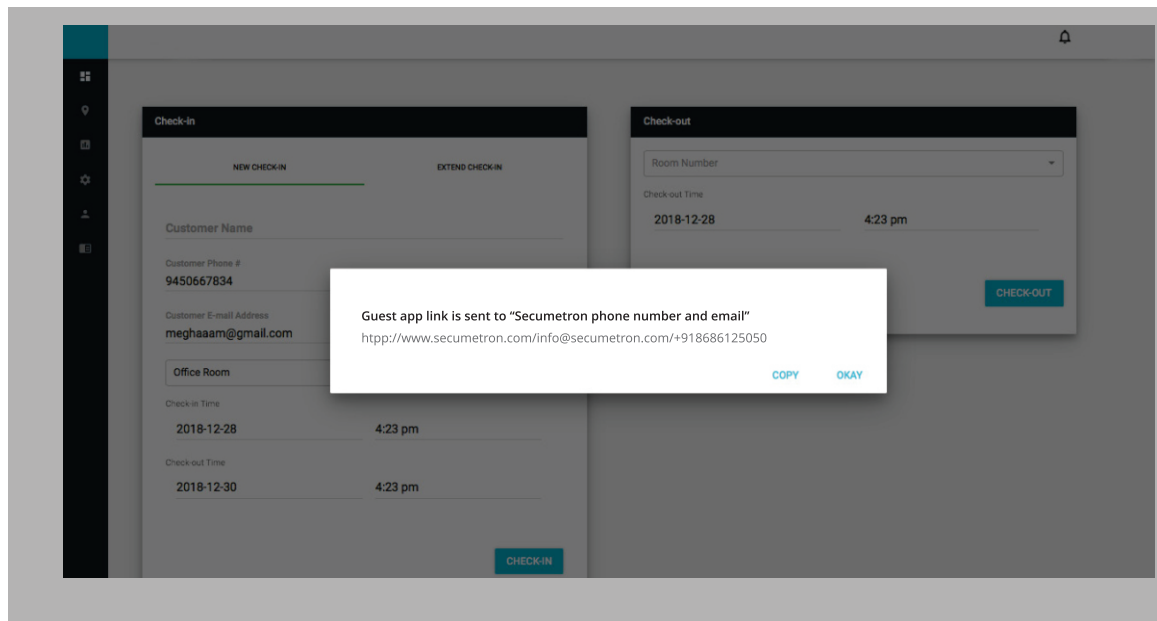 Check-in
NEW CHECK-IN
EXTEND CHECK-IN
Customer Name
Customer Phone #
9450667834
Customer E-mail Address
meghaaam@gmail.com
Office Room
Check-in Time
2018-12-28
4:23 pm
Check-out Time
2018-12-30
4:23 pm
CHECK-IN
Check-out
Room Number
Check-out Time
2018-12-28
4:23 pm
CHECK-OUT
Guest app link is sent to “Secumetron phone number and email”
htpp://www.secumetron.com/info@secumetron.com/+918686125050
COPY
OKAY